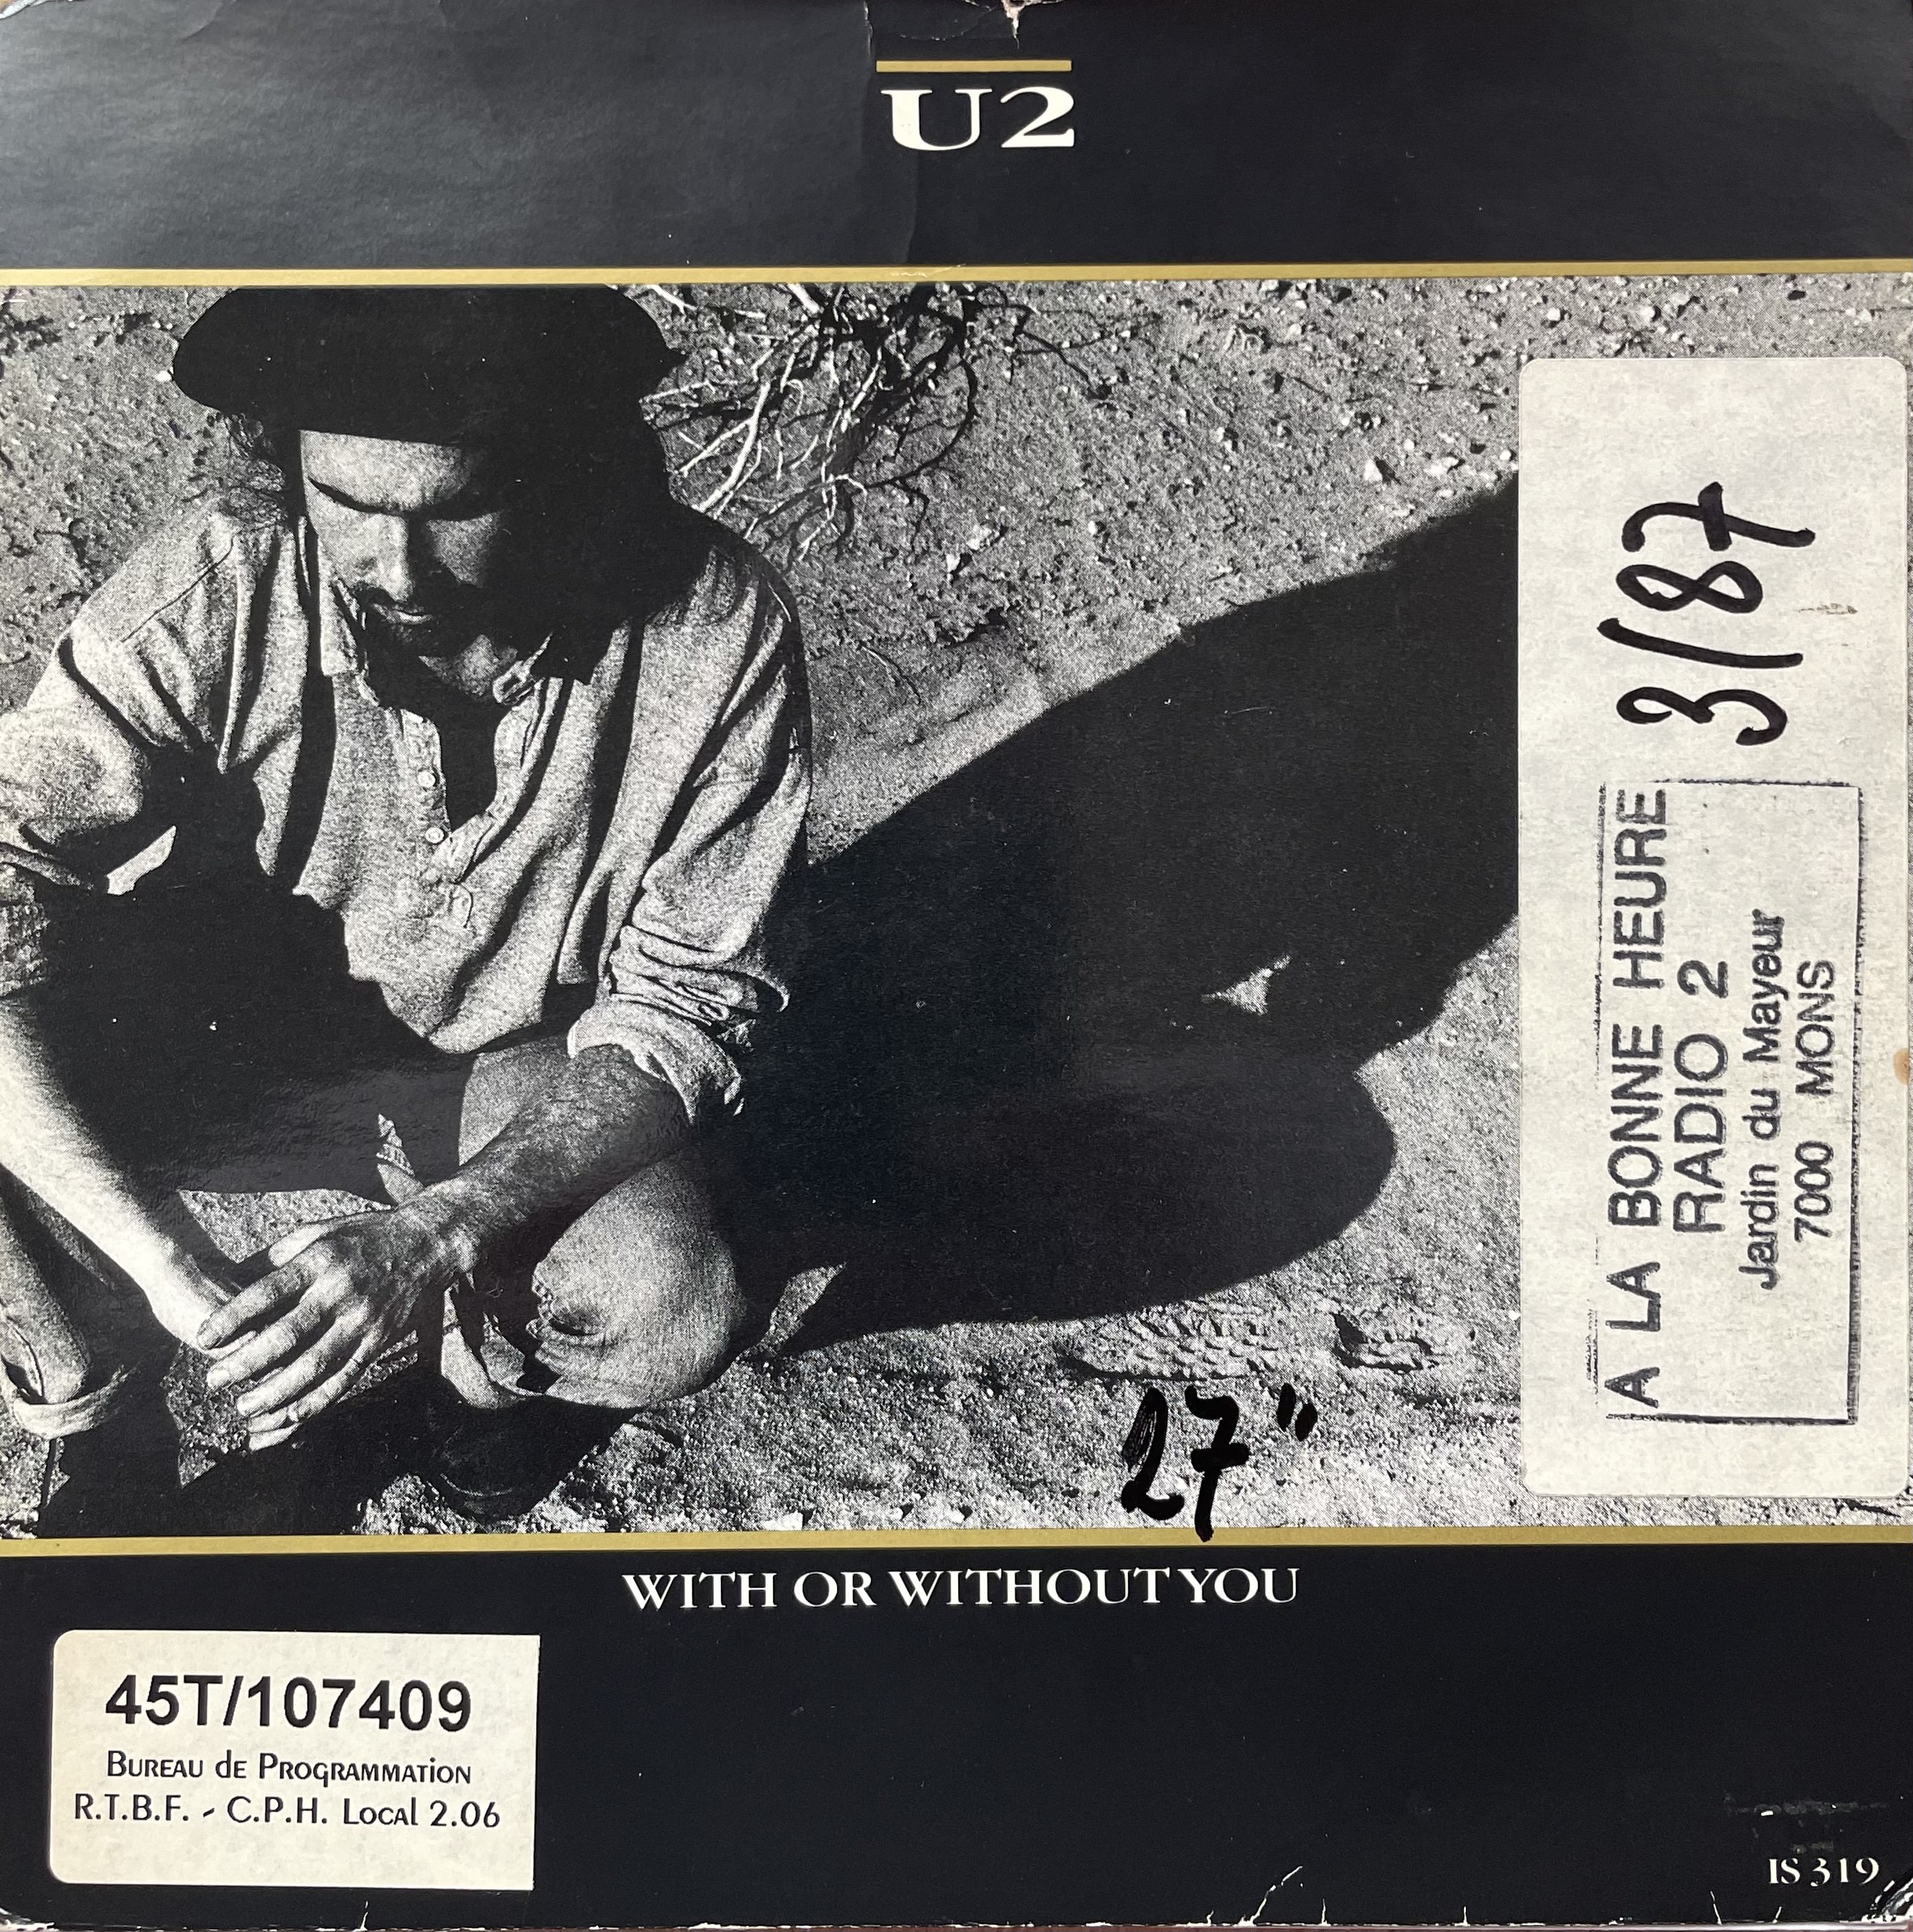 U2
3/87
A LA BONNE HEURE
RADIO 2
Jardin du Mayeur
7000 MONS
27"
WITH OR WITHOUT YOU
45T/107409
Bureau de Programmation
R.T.B.F. - C.P.H. Local 2.06
IS 319